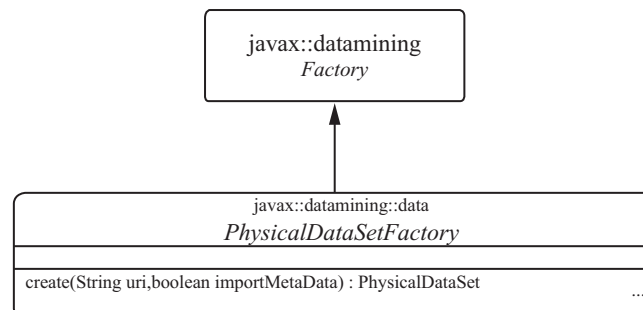 javax::datamining
Factory
javax::datamining::data
PhysicalDataSetFactory
create(String uri,boolean importMetaData) : PhysicalDataSet
...